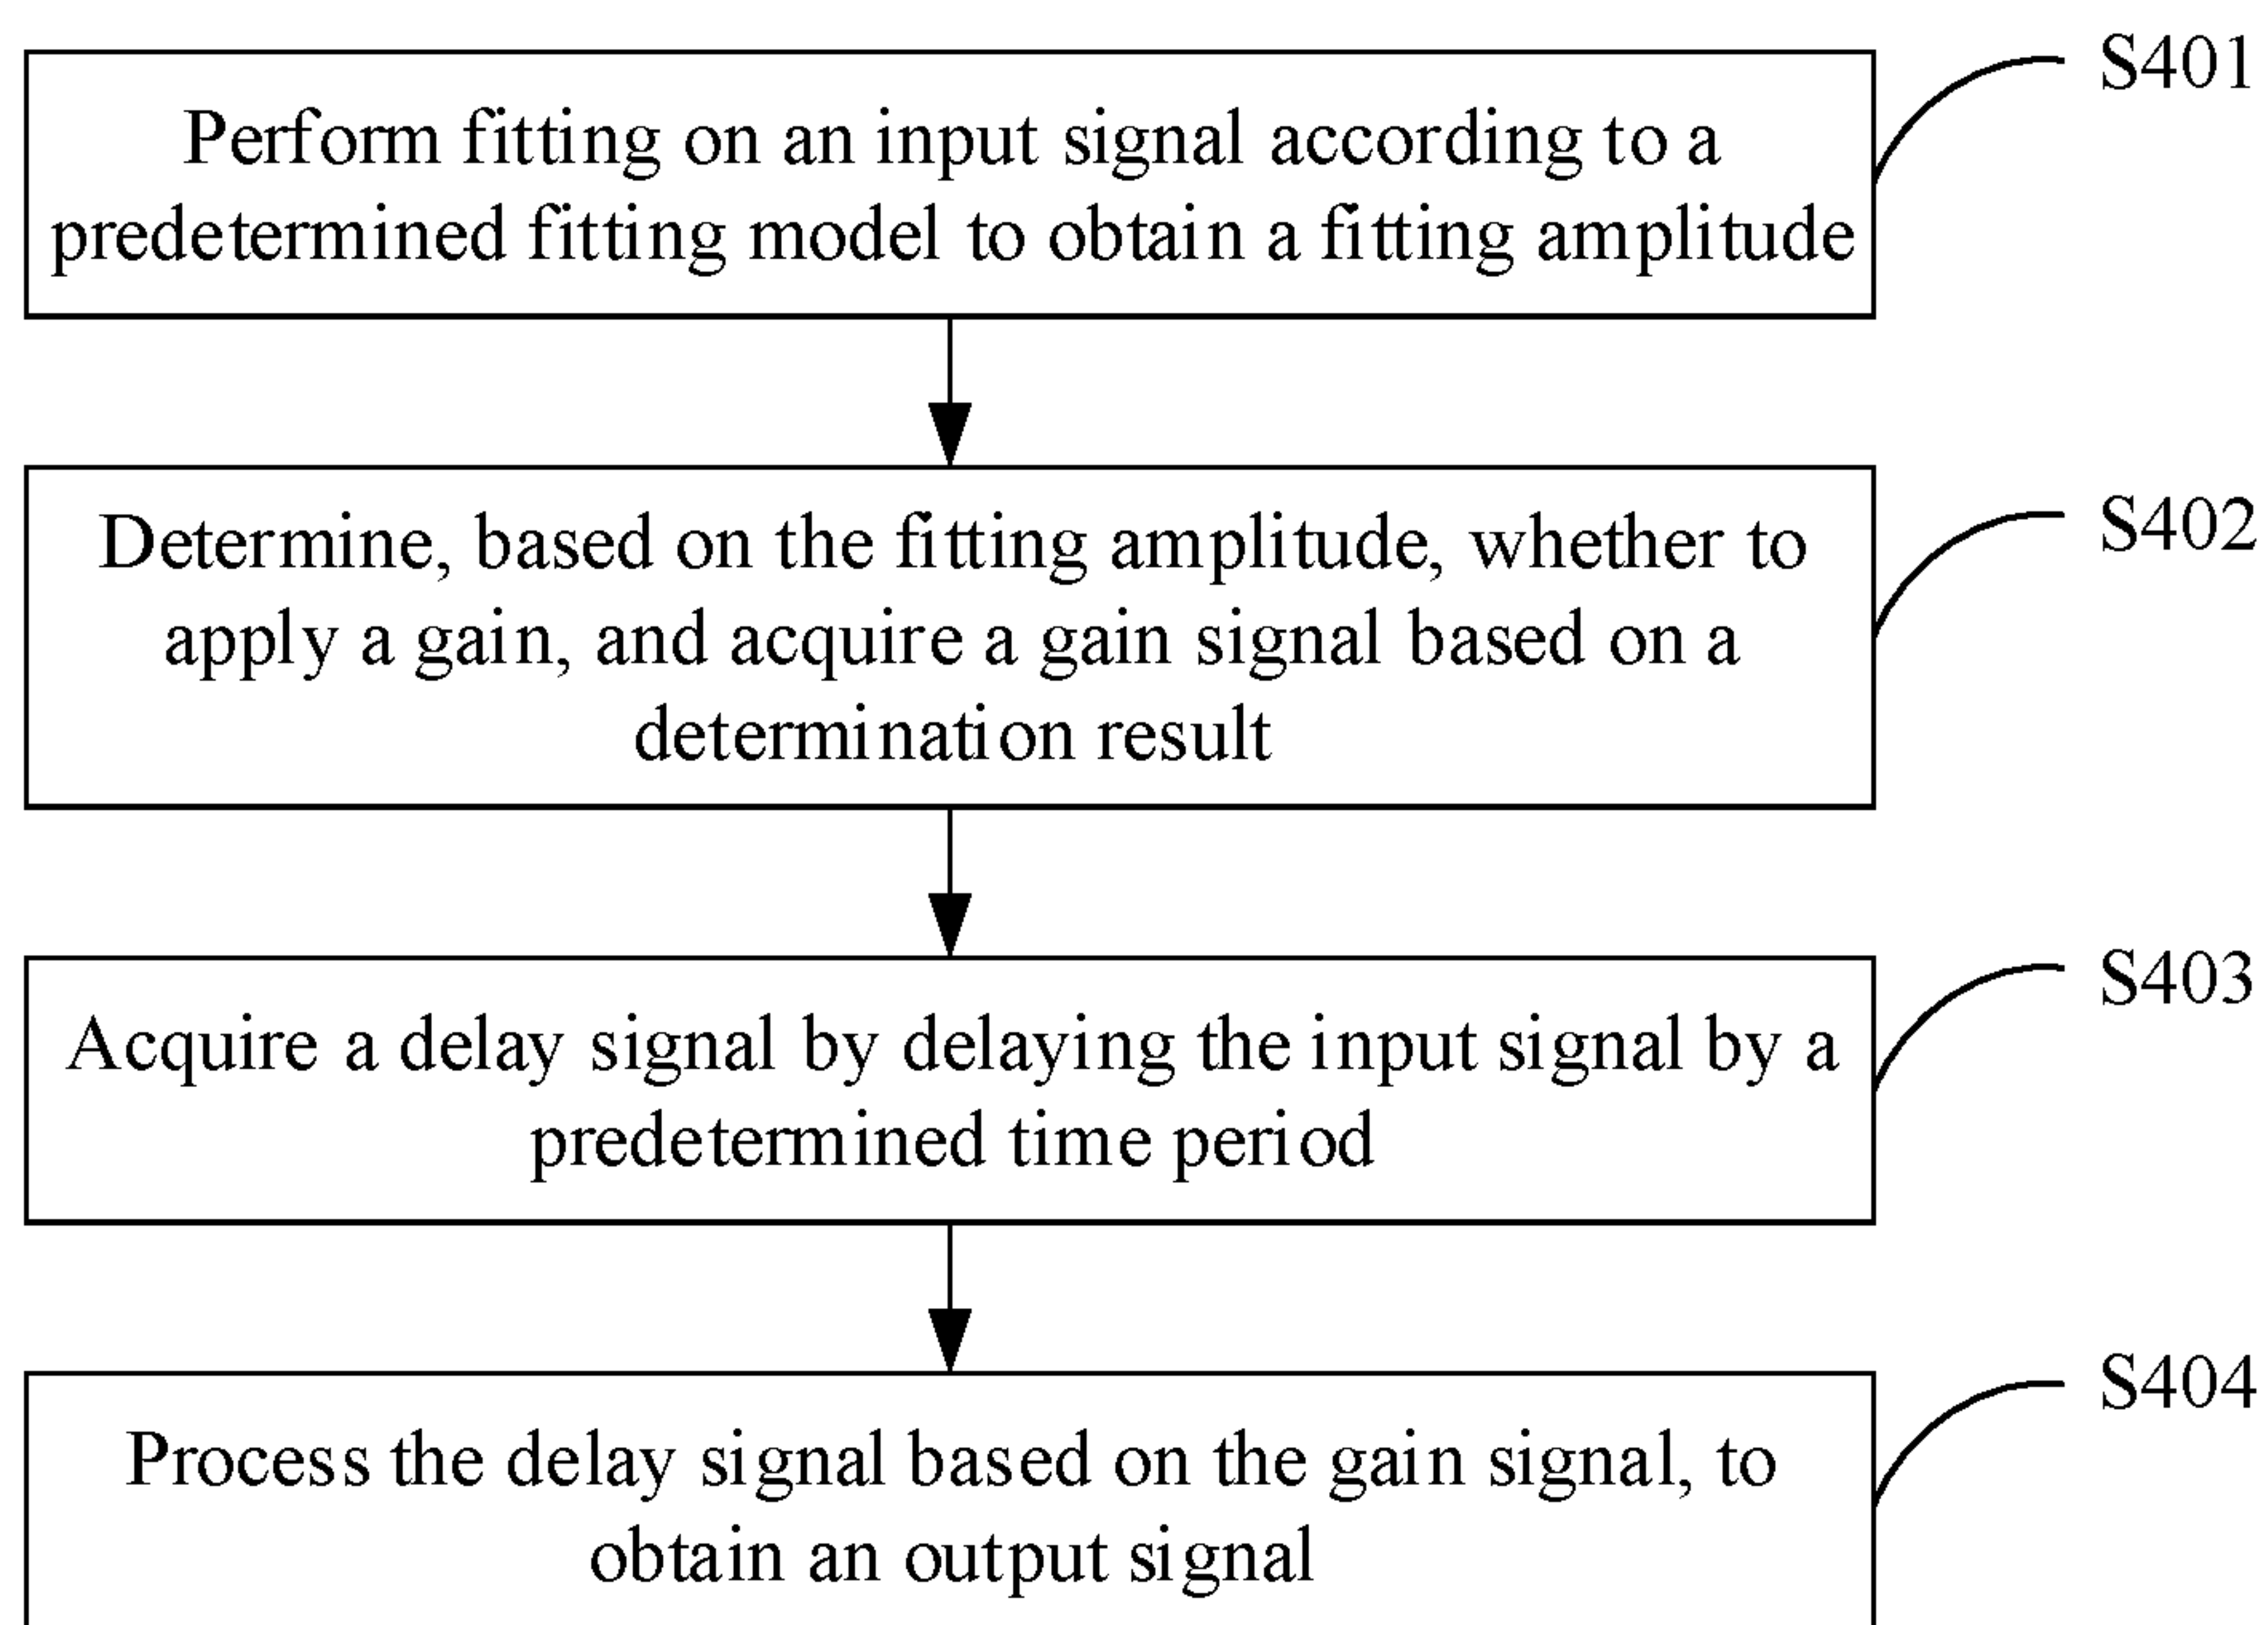 S401
Perform fitting on an input signal according to a
predetermined fitting model to obtain a fitting amplitude
S402
Determine, based on the fitting amplitude, whether to
apply a gain, and acquire a gain signal based on a
determination result
S403
Acquire a delay signal by delaying the input signal by a
predetermined time period
S404
Process the delay signal based on the gain signal, to
obtain an output signal